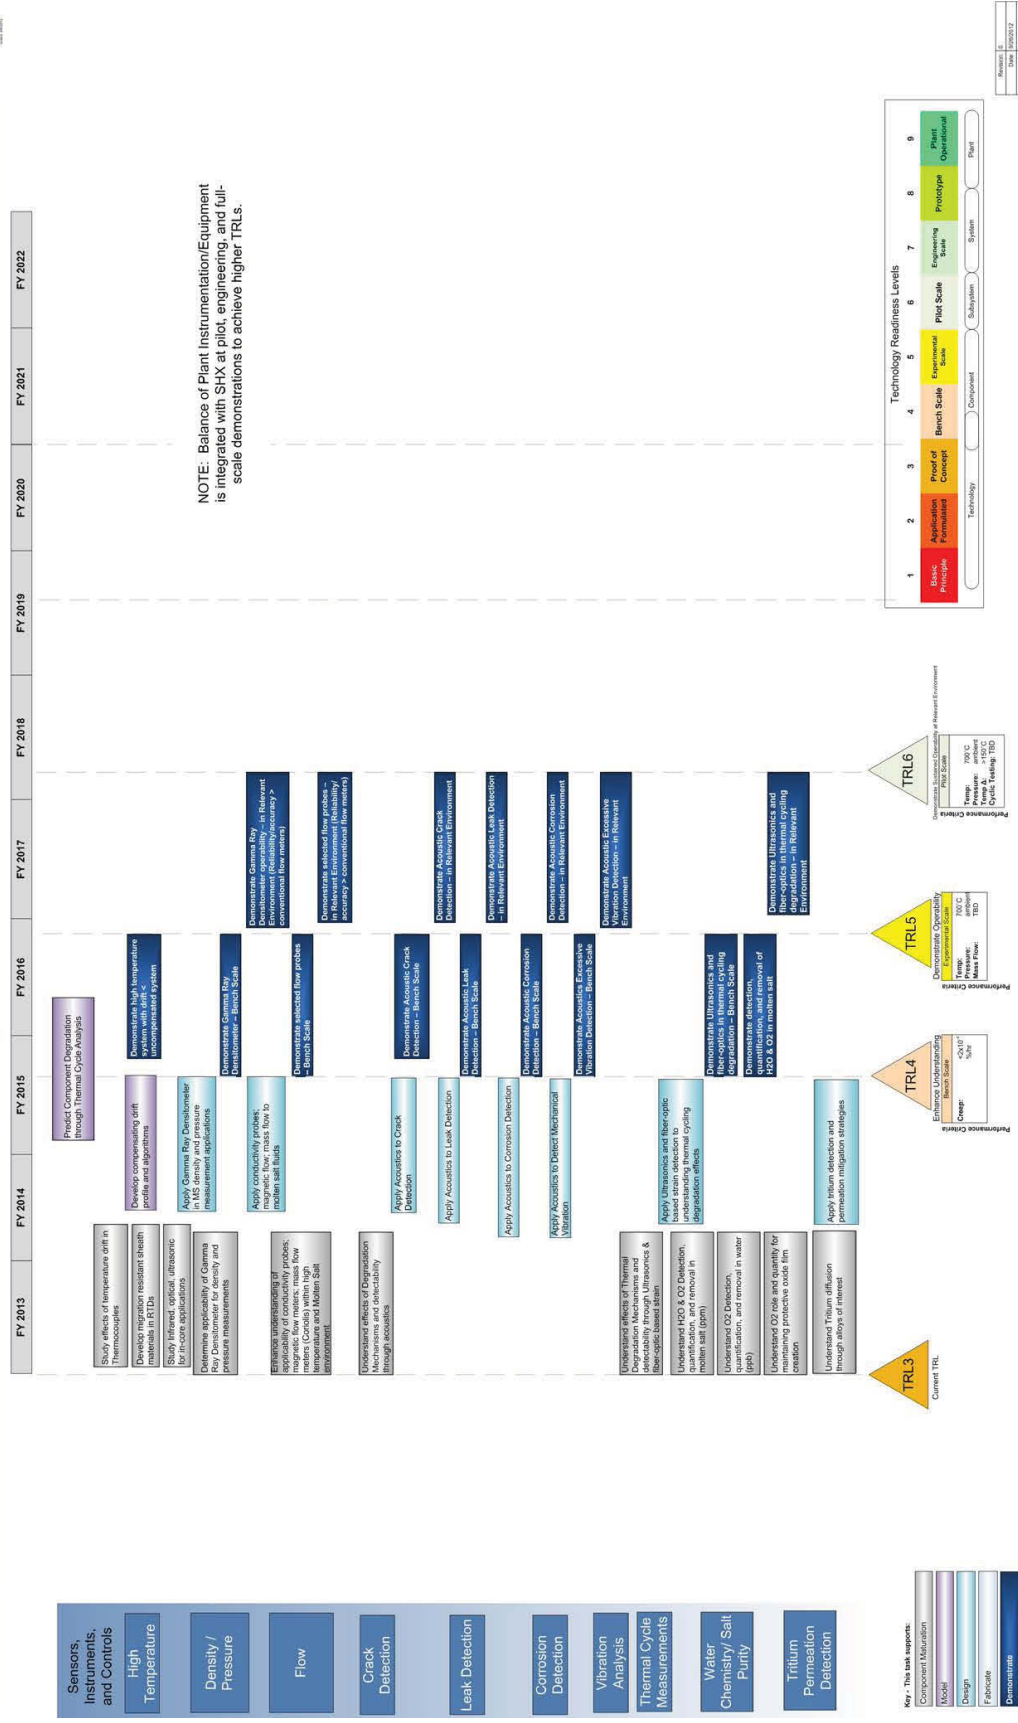 FY 2013
FY 2014
FY 2015
FY 2016
FY 2017
FY 2018
FY 2019
FY 2020
FY 2021
FY 2022
Sensors,
Instruments,
and Controls
Predict Component Degradation
through Thermal Cycle Analysis
High
Temperature
Study effects of temperature drift in
Thermocouples
Develop migration resistant sheath
materials in RTDs
Study Infrared, optical, ultrasonic
for in-core applications
Develop compensating drift
profile and algorithms
Demonstrate high temperature
system with drift <
uncompensated system
Density /
Pressure
Determine applicability of Gamma
Ray Densitometer for density and
pressure measurements
Apply Gamma Ray Densitometer
in MS density and pressure
measurement applications
Demonstrate Gamma Ray
Densitometer – Bench Scale
Demonstrate Gamma Ray
Densitometer operability – in Relevant
Environment (Reliability/accuracy >
conventional flow meters)
Flow
Enhance understanding of
applicability of conductivity probes;
magnetic flow meters; mass flow
meters (Coriolis) within high
temperature and Molten Salt
environment
Apply conductivity probes;
magnetic flow; mass flow to
molten salt fluids
Demonstrate selected flow probes
– Bench Scale
Demonstrate selected flow probes –
in Relevant Environment (Reliability/
accuracy > conventional flow meters)
Crack
Detection
Understand effects of Degradation
Mechanisms and detectability
through acoustics
Apply Acoustics to Crack
Detection
Demonstrate Acoustic Crack
Detection – Bench Scale
Demonstrate Acoustic Crack
Detection – in Relevant Environment
Leak Detection
Apply Acoustics to Leak Detection
Demonstrate Acoustic Leak
Detection – Bench Scale
Demonstrate Acoustic Leak Detection
– in Relevant Environment
Corrosion
Detection
Apply Acoustics to Corrosion Detection
Demonstrate Acoustic Corrosion
Detection – Bench Scale
Demonstrate Acoustic Corrosion
Detection – in Relevant Environment
Vibration
Analysis
Apply Acoustics to Detect Mechanical
Vibration
Demonstrate Acoustics Excessive
Vibration Detection – Bench Scale
Demonstrate Acoustic Excessive
Vibration Detection – in Relevant
Environment
Thermal Cycle
Measurements
Understand effects of Thermal
Degradation Mechanisms and
detectability through Ultrasonics &
fiber-optic based strain
Apply Ultrasonics and fiber-optic
based strain detection to
understanding thermal cycling
degradation effects
Demonstrate Ultrasonics and
fiber-optics in thermal cycling
degradation – Bench Scale
Demonstrate Ultrasonics and
fiber-optics in thermal cycling
degradation – in Relevant
Environment
Water
Chemistry/ Salt
Purity
Understand H2O & O2 Detection,
quantification, and removal in
molten salt (ppm)
Understand O2 Detection,
quantification, and removal in water
(ppb)
Understand O2 role and quantity for
maintaining protective oxide film
creation
Demonstrate detection,
quantification, and removal of
H2O & O2 in molten salt
Tritium
Permeation
Detection
Understand Tritium diffusion
through alloys of interest
Apply tritium detection and
permeation mitigation strategies
NOTE: Balance of Plant Instrumentation/Equipment
is integrated with SHX at pilot, engineering, and full-
scale demonstrations to achieve higher TRLs.
TRL3
Current TRL
TRL4
Enhance Understanding
Bench Scale
Performance Criteria
Creep:
%/hr
TRL5
Demonstrate Operability
Experimental Scale
Performance Criteria
Temp: 700°C
Pressure: ambient
Mass Flow: TBD
TRL6
Demonstrate Sustained Operability at Relevant Environment
Pilot Scale
Performance Criteria
Temp: 700°C
Pressure: ambient
Temp Δ: >150°C
Cyclic Testing: TBD
Technology Readiness Levels
1 2 3 4 5 6 7 8 9
Basic
Principle
Application
Formulated
Proof of
Concept
Bench Scale
Experimental
Scale
Pilot Scale
Engineering
Scale
Prototype
Plant
Operational
Technology
Component
Subsystem
System
Plant
Key - This task supports:
Component Maturation
Model
Design
Fabricate
Demonstrate
Revision: 0
Date: 9/26/2012